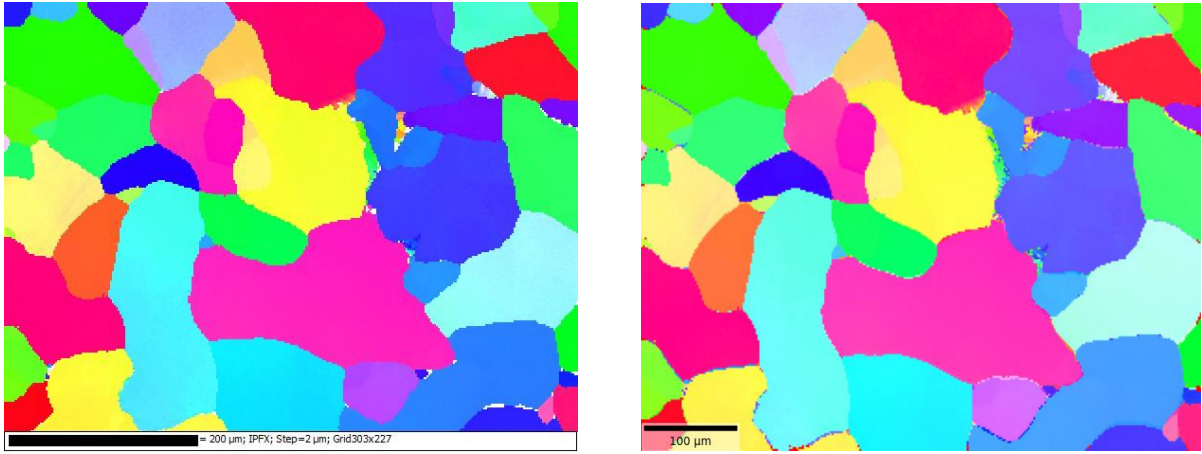 = 200 µm; IPFX; Step=2 µm; Grid303x227
100 µm